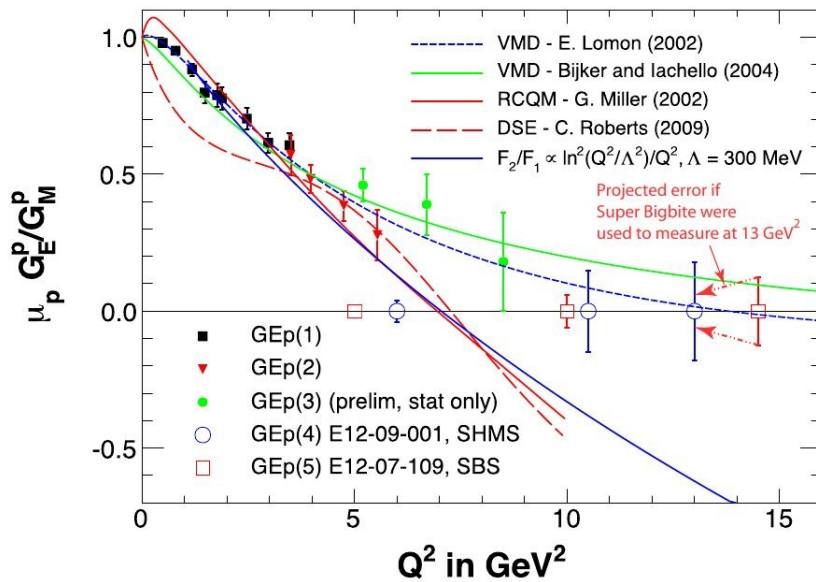 VMD - E. Lomon (2002)
VMD - Bijker and Iachello (2004)
RCQM - G. Miller (2002)
DSE - C. Roberts (2009)
F₂/F₁ ∝ ln²(Q²/Λ²)/Q², Λ = 300 MeV
Projected error if
Super Bigbite were
used to measure at 13 GeV²
1.0
0.5
0.0
-0.5
μₚ Gᴱᵖ/Gᴹᵖ
GEp(1)
GEp(2)
GEp(3) (prelim, stat only)
GEp(4) E12-09-001, SHMS
GEp(5) E12-07-109, SBS
0 5 10 15
Q² in GeV²